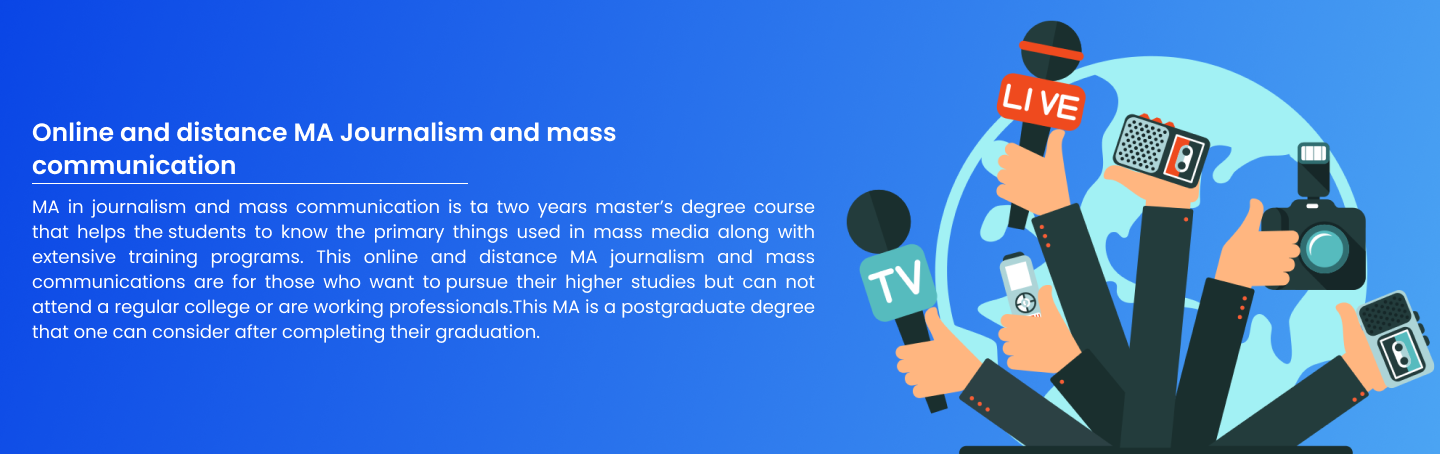 Online and distance MA Journalism and mass
communication
MA in journalism and mass communication is ta two years master's degree course
that helps the students to know the primary things used in mass media along with
extensive training programs. This online and distance MA journalism and mass
communications are for those who want to pursue their higher studies but can not
attend a regular college or are working professionals.This MA is a postgraduate degree
that one can consider after completing their graduation.
LIVE
TV